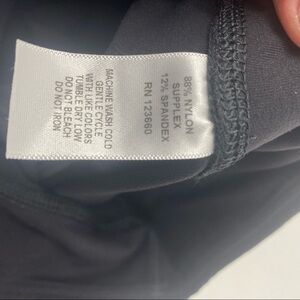 88% NYLON
SUPPLEX
12% SPANDEX
RN 123660
MACHINE WASH COLD
GENTLE CYCLE
WITH LIKE COLORS
TUMBLE DRY LOW
DO NOT BLEACH
DO NOT IRON